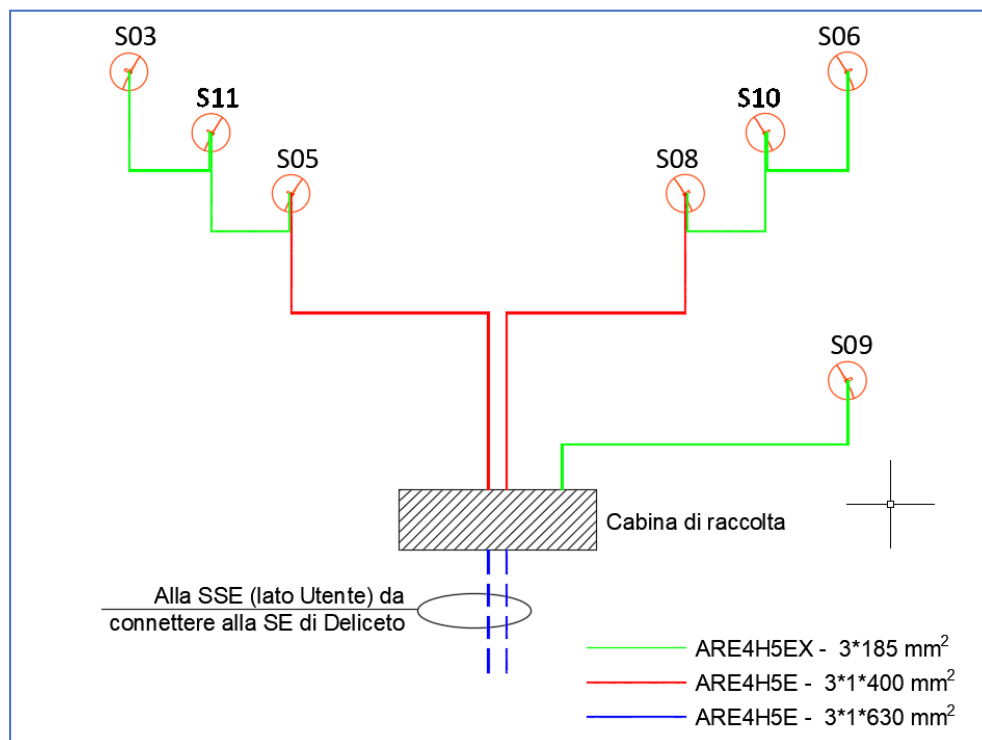 S03
S06
S11
S10
S05
S08
S09
Cabina di raccolta
Alla SSE (lato Utente) da
connettere alla SE di Deliceto
ARE4H5EX - 3*185 mm²
ARE4H5E - 3*1*400 mm²
ARE4H5E - 3*1*630 mm²